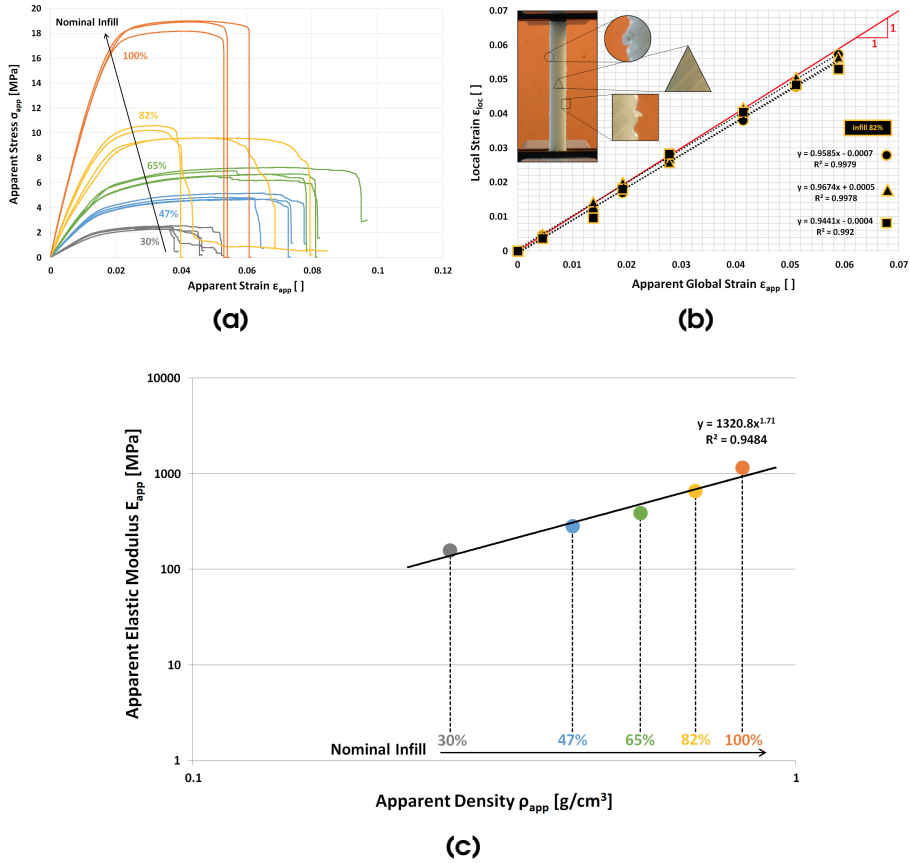 20
18
16
14
12
10
8
6
4
2
0
Apparent Stress σapp [MPa]
Nominal Infill
100%
82%
65%
47%
30%
0.00
0.02
0.04
0.06
0.08
0.10
0.12
Apparent Strain εapp [ ]
(a)
0.07
0.06
0.05
0.04
0.03
0.02
0.01
0.00
Local Strain εloc [ ]
1
1
Infill 82%
y = 0.9585x - 0.0007
R² = 0.9979
y = 0.9674x + 0.0005
R² = 0.9978
y = 0.9441x - 0.0004
R² = 0.992
0.00
0.01
0.02
0.03
0.04
0.05
0.06
0.07
Apparent Global Strain εapp [ ]
(b)
10000
1000
100
10
1
Apparent Elastic Modulus Eapp [MPa]
y = 1320.8x^1.71
R² = 0.9484
30%
47%
65%
82%
100%
Nominal Infill
0.1
1
Apparent Density ρapp [g/cm³]
(c)